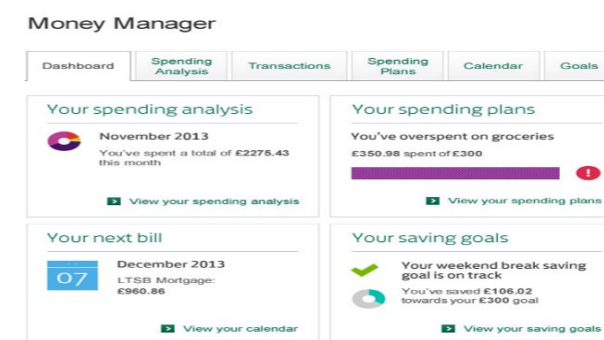 Money Manager
Dashboard
Spending
Analysis
Transactions
Spending
Plans
Calendar
Goals
Your spending analysis
November 2013
You've spent a total of £2275.43
this month
View your spending analysis
Your spending plans
You've overspent on groceries
£350.98 spent of £300
!
View your spending plans
Your next bill
07
December 2013
LTSB Mortgage:
£960.86
View your calendar
Your saving goals
Your weekend break saving
goal is on track
You've saved £106.02
towards your £300 goal
View your saving goals